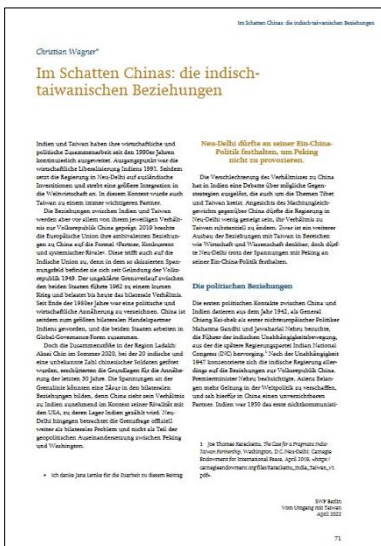 Im Schatten Chinas: die indisch-taiwanischen Beziehungen
Christian Wagner*
Im Schatten Chinas: die indisch-
taiwanischen Beziehungen
Indien und Taiwan haben ihre wirtschaftliche und
politische Zusammenarbeit seit den 1990er Jahren
kontinuierlich ausgeweitet. Ausgangspunkt war die
wirtschaftliche Liberalisierung Indiens 1991. Seitdem
setzt die Regierung in Neu-Delhi auf ausländische
Investitionen und strebt eine größere Integration in
die Weltwirtschaft an. In diesem Kontext wurde auch
Taiwan zu einem immer wichtigeren Partner.
Die Beziehungen zwischen Indien und Taiwan
werden aber vor allem von ihrem jeweiligen Verhält-
nis zur Volksrepublik China geprägt. 2019 brachte
die Europäische Union ihre ambivalenten Beziehun-
gen zu China auf die Formel »Partner, Konkurrent
und systemischer Rivale«. Diese trifft auch auf die
Indische Union zu, denn in dem so skizzierten Span-
nungsfeld befindet sie sich seit Gründung der Volks-
republik 1949. Der ungeklärte Grenzverlauf zwischen
den beiden Staaten führte 1962 zu einem kurzen
Krieg und belastet bis heute das bilaterale Verhältnis.
Seit Ende der 1980er Jahre war eine politische und
wirtschaftliche Annäherung zu verzeichnen. China ist
seitdem zum größten bilateralen Handelspartner
Indiens geworden, und die beiden Staaten arbeiten in
Global-Governance-Foren zusammen.
Doch die Zusammenstöße in der Region Ladakh/
Aksai Chin im Sommer 2020, bei der 20 indische und
eine unbekannte Zahl chinesischer Soldaten getötet
wurden, erschütterten die Grundlagen für die Annähe-
rung der letzten 30 Jahre. Die Spannungen an der
Grenzlinie könnten eine Zäsur in den bilateralen
Beziehungen bilden, denn China sieht sein Verhältnis
zu Indien zunehmend im Kontext seiner Rivalität mit
den USA, zu deren Lager Indien gezählt wird. Neu-
Delhi hingegen betrachtet die Grenzfrage offiziell
weiter als bilaterales Problem und nicht als Teil der
geopolitischen Auseinandersetzung zwischen Peking
und Washington.
* Ich danke Jana Lemke für die Zuarbeit zu diesem Beitrag
Neu-Delhi dürfte an seiner Ein-China-
Politik festhalten, um Peking
nicht zu provozieren.
Die Verschlechterung des Verhältnisses zu China
hat in Indien eine Debatte über mögliche Gegen-
strategien ausgelöst, die auch um die Themen Tibet
und Taiwan kreist. Angesichts des Machtungleich-
gewichts gegenüber China dürfte die Regierung in
Neu-Delhi wenig geneigt sein, ihr Verhältnis zu
Taiwan substantiell zu ändern. Zwar ist ein weiterer
Ausbau der Beziehungen mit Taiwan in Bereichen
wie Wirtschaft und Wissenschaft denkbar, doch dürf-
te Neu-Delhi trotz der Spannungen mit Peking an
seiner Ein-China-Politik festhalten.
Die politischen Beziehungen
Die ersten politischen Kontakte zwischen China und
Indien datieren aus dem Jahr 1942, als General
Chiang Kai-shek als erster nichteuropäischer Politiker
Mahatma Gandhi und Jawaharlal Nehru besuchte,
die Führer der indischen Unabhängigkeitsbewegung,
aus der die spätere Regierungspartei Indian National
Congress (INC) hervorging.¹ Nach der Unabhängigkeit
1947 konzentrierte sich die indische Regierung aller-
dings auf die Beziehungen zur Volksrepublik China.
Premierminister Nehru beabsichtigte, Asiens Belan-
gen mehr Geltung in der Weltpolitik zu verschaffen,
und sah hierfür in China einen unverzichtbaren
Partner. Indien war 1950 das erste nichtkommunisti-
1 Joe Thomas Karackattu, The Case for a Pragmatic India-
Taiwan Partnership, Washington, D.C./Neu-Delhi: Carnegie
Endowment for International Peace, April 2019, <https://
carnegieendowment.org/files/Karackattu_India_Taiwan_v1.
pdf>.
SWP Berlin
Vom Umgang mit Taiwan
April 2022
71